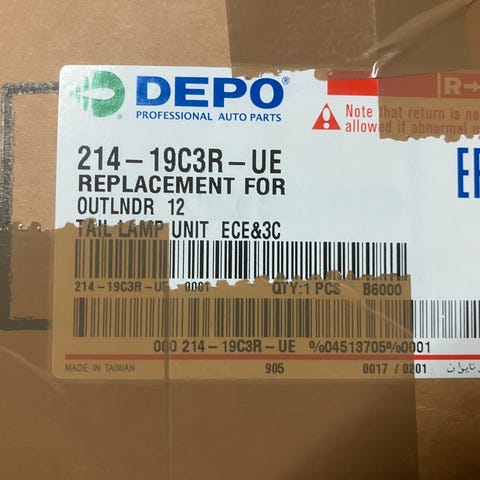 DEPO®
PROFESSIONAL AUTO PARTS
R→
Note that return is no
allowed if abnormal
214-19C3R-UE
REPLACEMENT FOR
OUTLNDR 12
TAIL LAMP UNIT ECE&3C
214-19C3R-UE 0001 QTY:1 PCS B6000
000 214-19C3R-UE %04513705%0001
MADE IN TAIWAN 905 0017 / 0201 تايوان